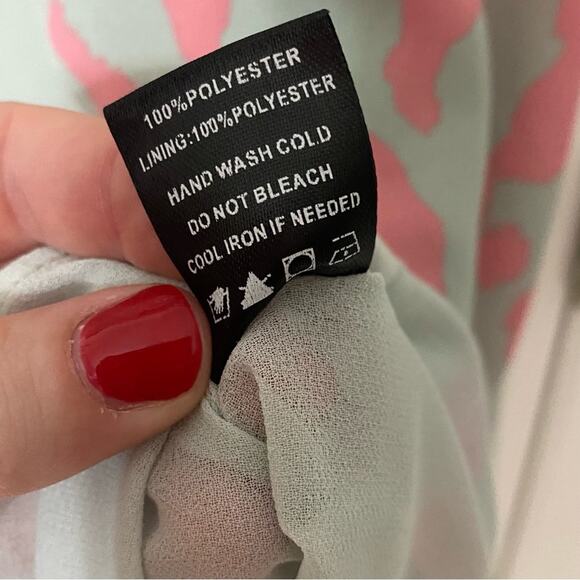 100%POLYESTER
LINING:100%POLYESTER
HAND WASH COLD
DO NOT BLEACH
COOL IRON IF NEEDED